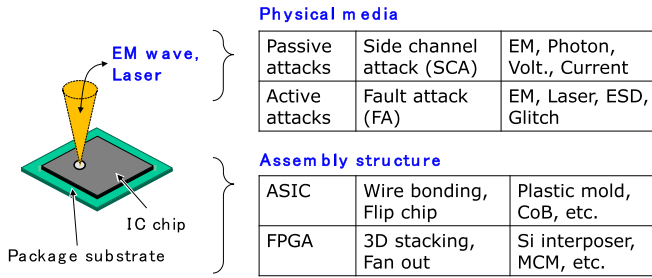 Physical media
EM wave,
Laser
Passive attacks Side channel attack (SCA) EM, Photon, Volt., Current
Active attacks Fault attack (FA) EM, Laser, ESD, Glitch
Assembly structure
ASIC Wire bonding, Flip chip Plastic mold, CoB, etc.
FPGA 3D stacking, Fan out Si interposer, MCM, etc.
IC chip
Package substrate